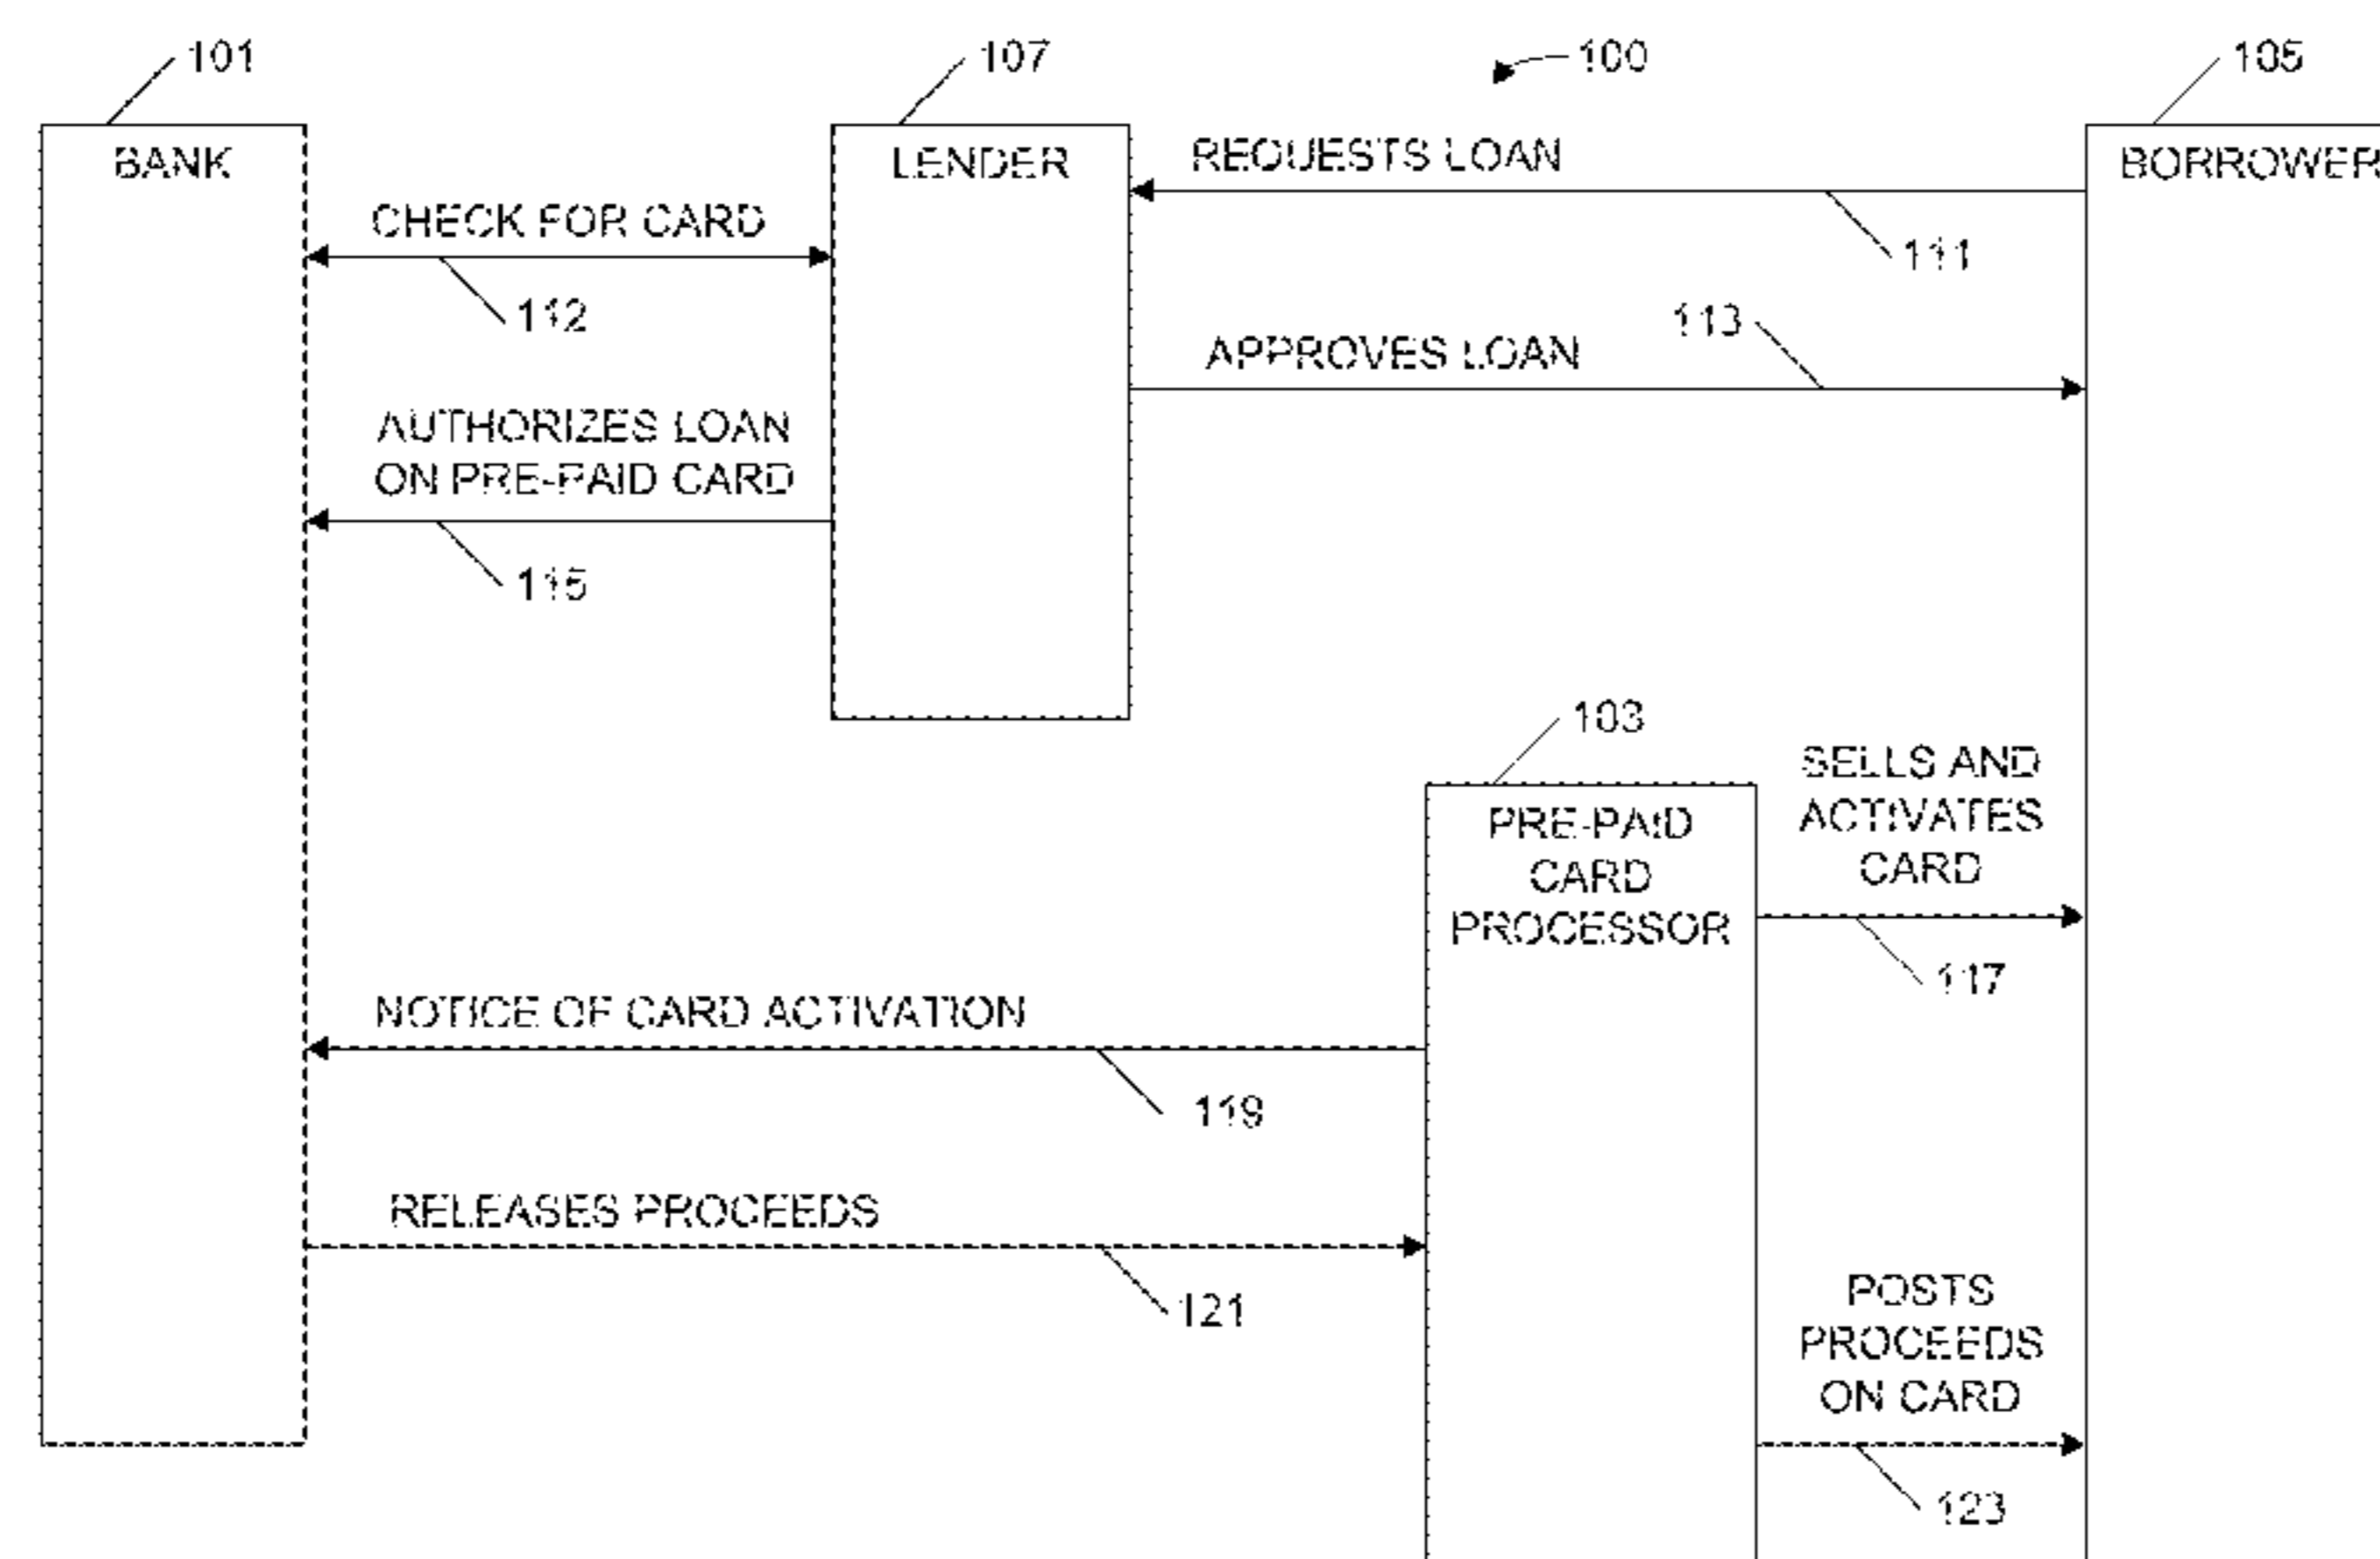 101
107
100
105
BANK
LENDER
REQUESTS LOAN
BORROWER
CHECK FOR CARD
111
112
113
APPROVES LOAN
AUTHORIZES LOAN
ON PRE-PAID CARD
115
103
SELLS AND
ACTIVATES
CARD
PRE-PAID
CARD
PROCESSOR
117
NOTICE OF CARD ACTIVATION
119
RELEASES PROCEEDS
121
POSTS
PROCEEDS
ON CARD
123